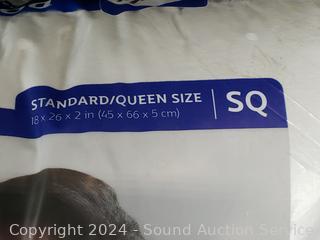 STANDARD/QUEEN SIZE
18 x 26 x 2 in (45 x 66 x 5 cm)
SQ
Copyright 2024 - Sound Auction Service